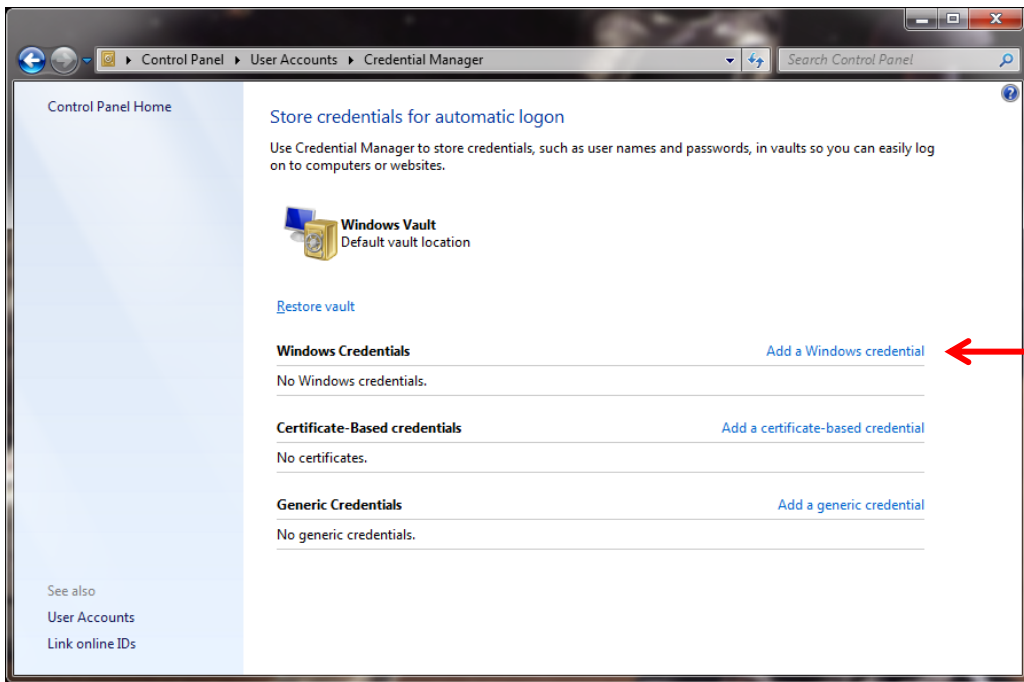 Control Panel ▸ User Accounts ▸ Credential Manager
Search Control Panel
Control Panel Home
Store credentials for automatic logon
Use Credential Manager to store credentials, such as user names and passwords, in vaults so you can easily log
on to computers or websites.
Windows Vault
Default vault location
Restore vault
Windows Credentials Add a Windows credential
No Windows credentials.
Certificate-Based credentials Add a certificate-based credential
No certificates.
Generic Credentials Add a generic credential
No generic credentials.
See also
User Accounts
Link online IDs